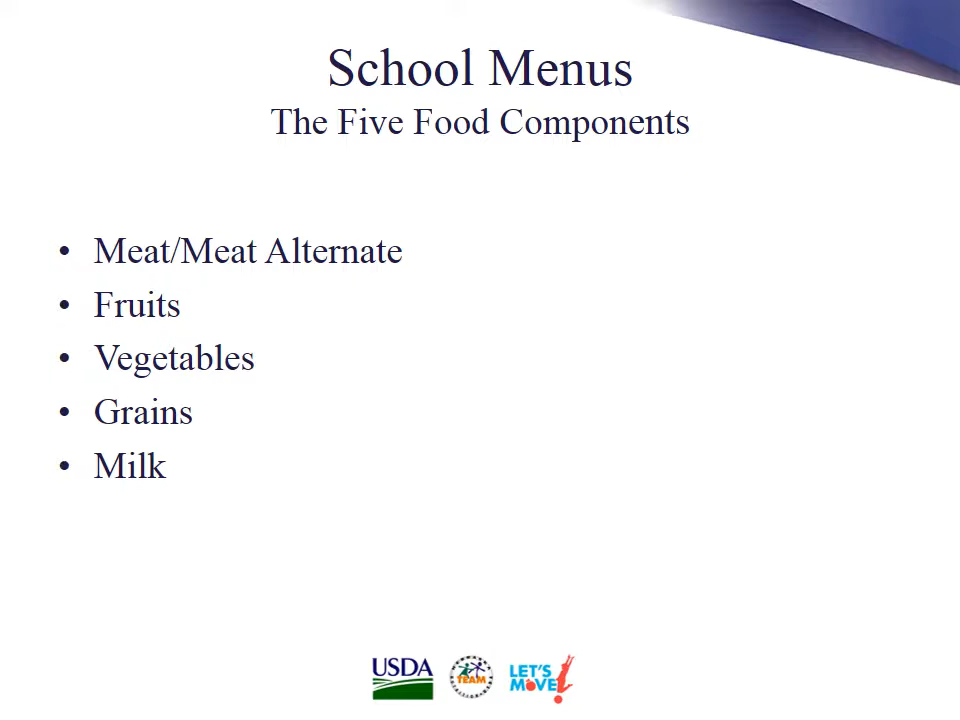 School Menus
The Five Food Components
• Meat/Meat Alternate
• Fruits
• Vegetables
• Grains
• Milk
USDA
TEAM
LET'S
MOVE!